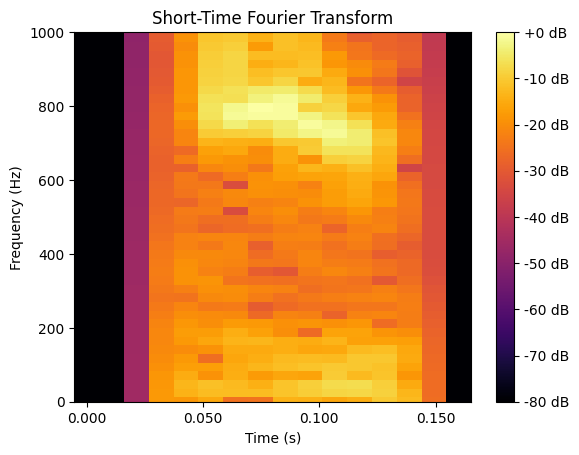 Short-Time Fourier Transform
1000
800
600
400
200
0
Frequency (Hz)
0.000
0.050
0.100
0.150
Time (s)
+0 dB
-10 dB
-20 dB
-30 dB
-40 dB
-50 dB
-60 dB
-70 dB
-80 dB